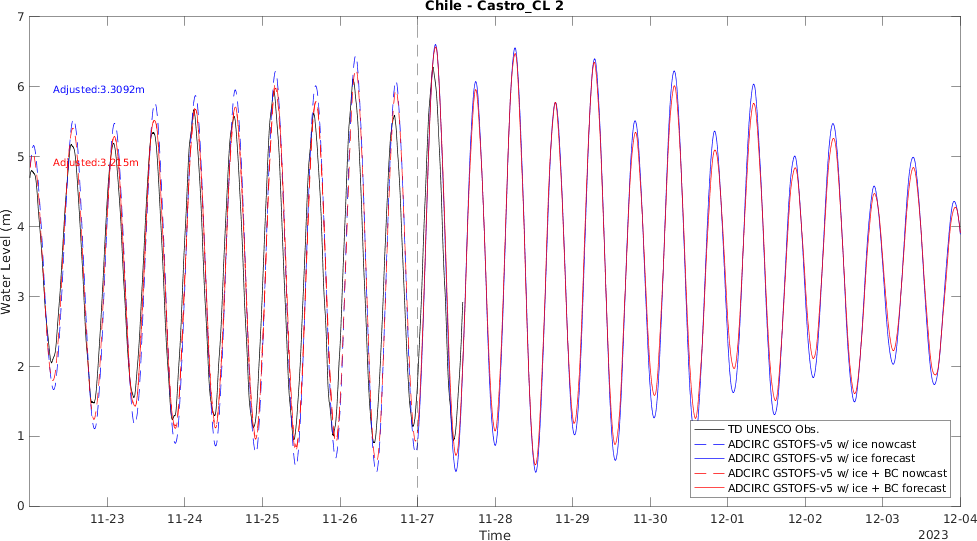 Chile - Castro_CL 2
7
6
5
4
3
2
1
0
Water Level (m)
Adjusted:3.3092m
Adjusted:3.215m
TD UNESCO Obs.
ADCIRC GSTOFS-v5 w/ ice nowcast
ADCIRC GSTOFS-v5 w/ ice forecast
ADCIRC GSTOFS-v5 w/ ice + BC nowcast
ADCIRC GSTOFS-v5 w/ ice + BC forecast
11-23 11-24 11-25 11-26 11-27 11-28 11-29 11-30 12-01 12-02 12-03 12-04
Time
2023